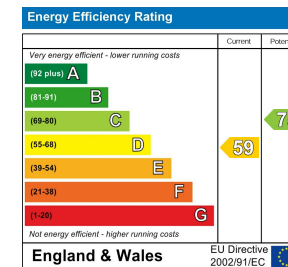 Energy Efficiency Rating
Current
Very energy efficient - lower running costs
(92 plus) A
(81-91) B
(69-80) C
(55-68) D
59
(39-54) E
(21-38) F
(1-20) G
Not energy efficient - higher running costs
England & Wales
EU Directive
2002/91/EC